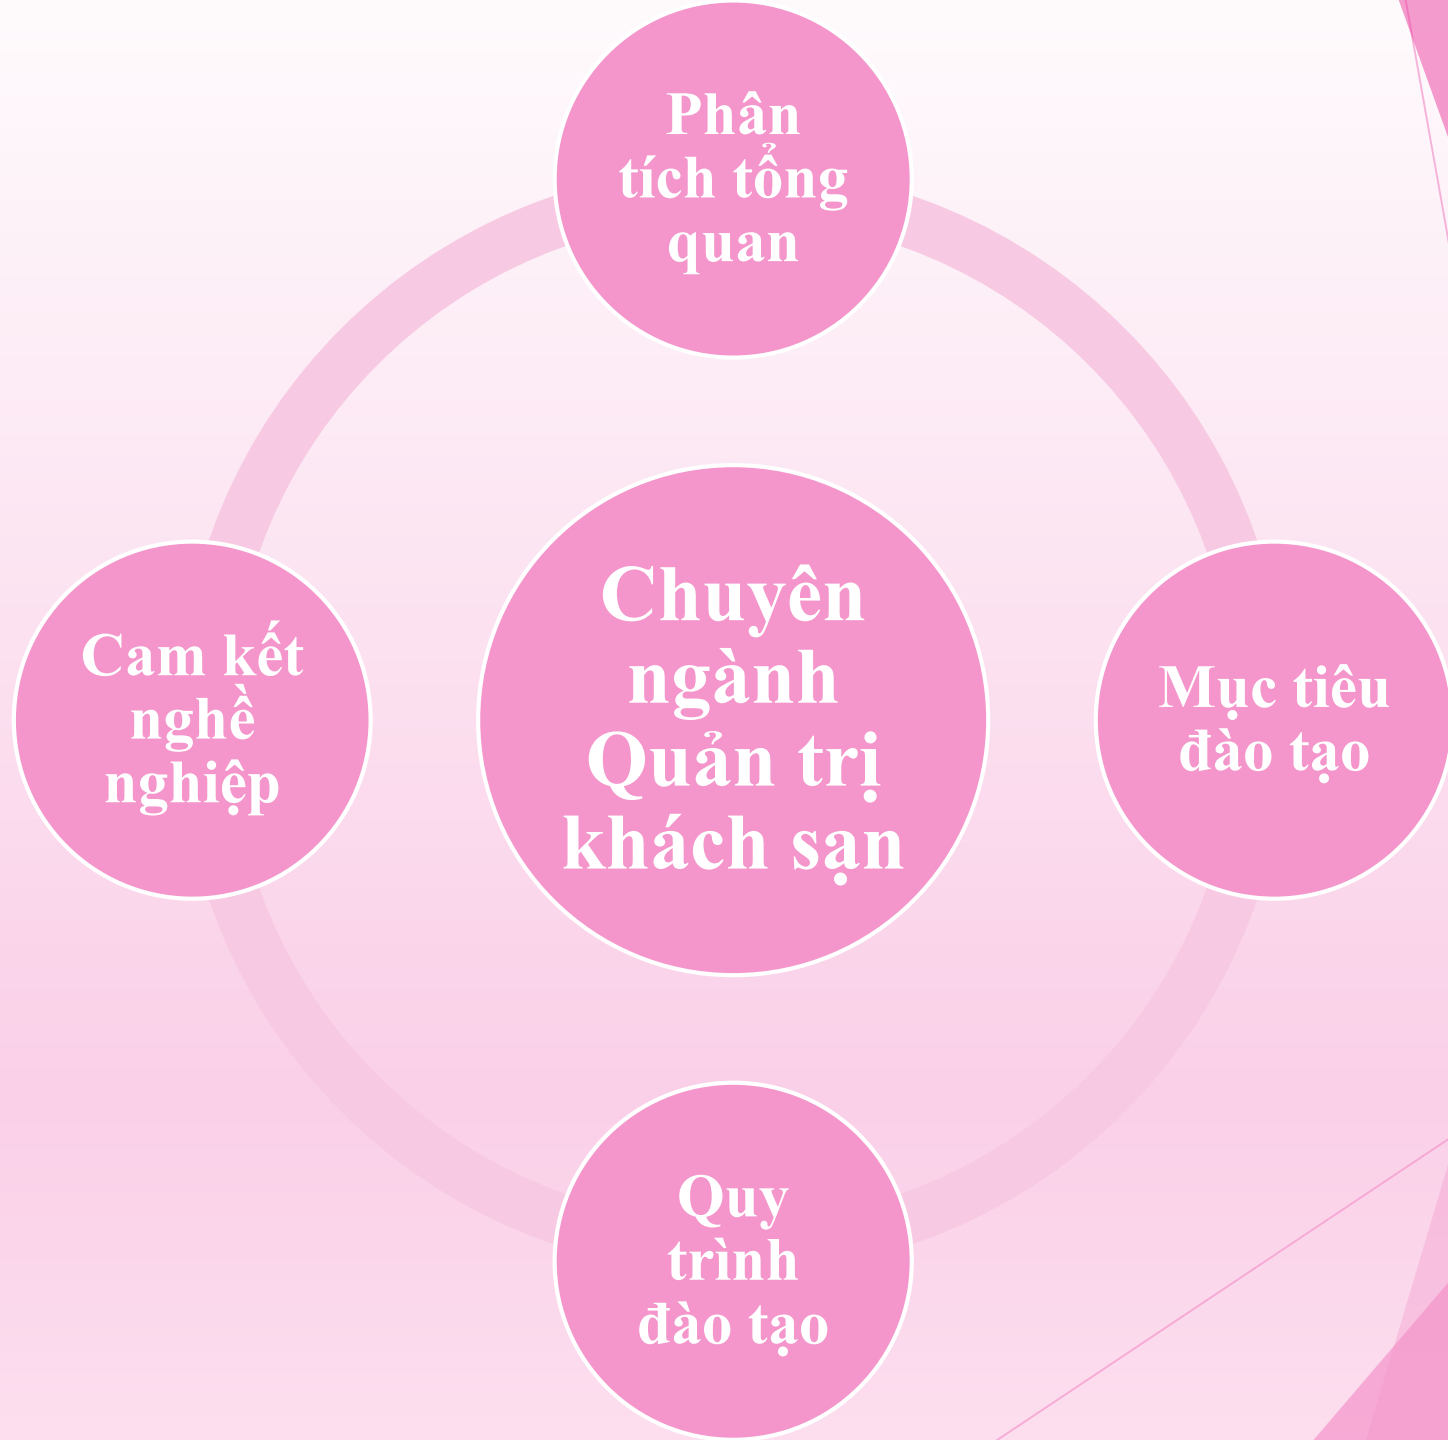 Phân
tích tổng
quan
Chuyên
ngành
Quản trị
khách sạn
Cam kết
nghề
nghiệp
Mục tiêu
đào tạo
Quy
trình
đào tạo